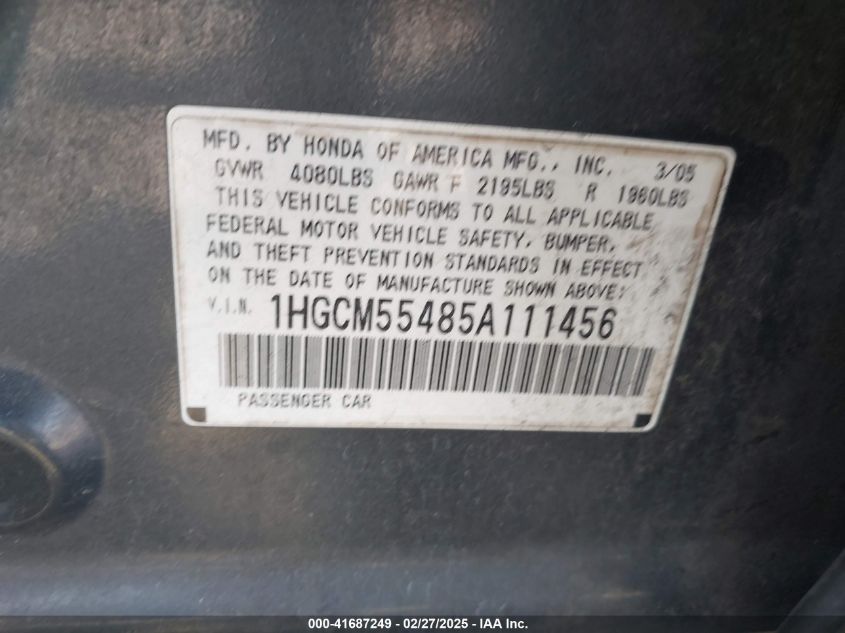 MFD. BY HONDA OF AMERICA MFG., INC. 3/05
GVWR 4080LBS GAWR F 2195LBS R 1960LBS
THIS VEHICLE CONFORMS TO ALL APPLICABLE
FEDERAL MOTOR VEHICLE SAFETY, BUMPER,
AND THEFT PREVENTION STANDARDS IN EFFECT
ON THE DATE OF MANUFACTURE SHOWN ABOVE:
V.I.N. 1HGCM55485A111456
PASSENGER CAR
000-41687249 - 02/27/2025 - IAA Inc.